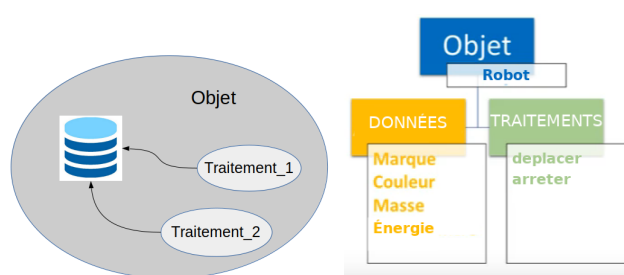 Objet
Traitement_1
Traitement_2
Objet
Robot
DONNÉES
TRAITEMENTS
Marque
Couleur
Masse
Énergie
deplacer
arreter